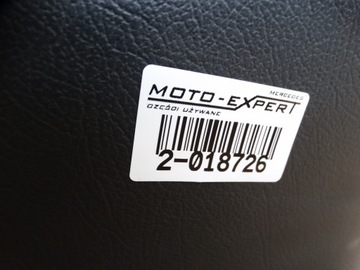 MERCEDES
MOTO-EXPERT
CZĘŚCI UŻYWANE
2-018726